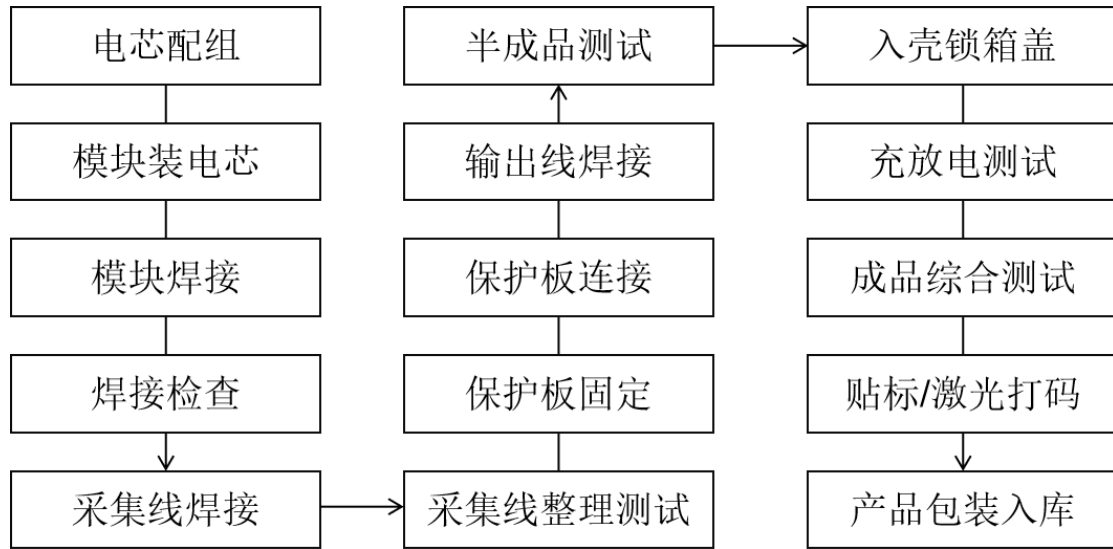 电芯配组
模块装电芯
模块焊接
焊接检查
采集线焊接
采集线整理测试
保护板固定
保护板连接
输出线焊接
半成品测试
入壳锁箱盖
充放电测试
成品综合测试
贴标/激光打码
产品包装入库